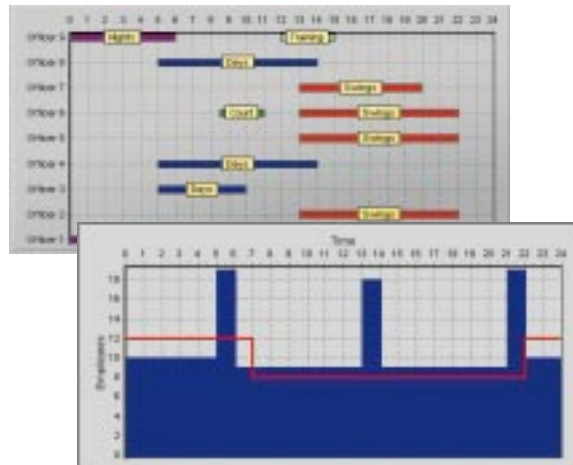 0 1 2 3 4 5 6 7 8 9 10 11 12 13 14 15 16 17 18 19 20 21 22 23 24
Officer 9 Nights Training
Officer 8 Days
Officer 7 Swings
Officer 6 Court Swings
Officer 5 Swings
Officer 4 Days
Officer 3 Days
Officer 2 Swings
Officer 1
Time
0 1 2 3 4 5 6 7 8 9 10 11 12 13 14 15 16 17 18 19 20 21 22 23 24
Employees
18
16
14
12
10
8
6
4
2
0